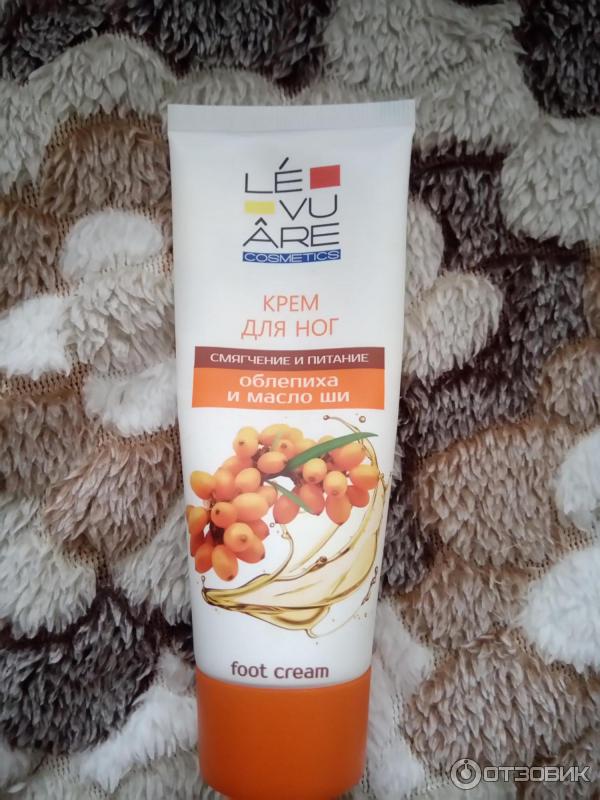 LÉ
VU
ÂRE
COSMETICS
КРЕМ
ДЛЯ НОГ
СМЯГЧЕНИЕ И ПИТАНИЕ
облепиха
и масло ши
foot cream
ОТЗОВИК